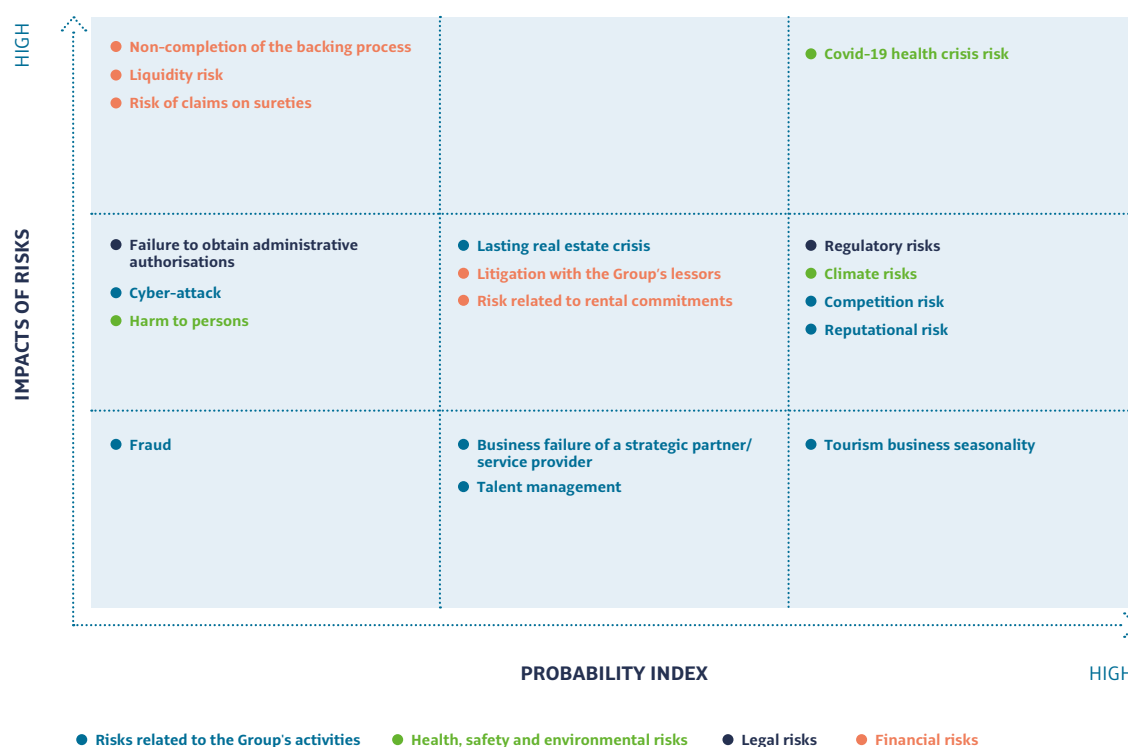 HIGH
IMPACTS OF RISKS
Non-completion of the backing process
Liquidity risk
Risk of claims on sureties
Covid-19 health crisis risk
Failure to obtain administrative
authorisations
Cyber-attack
Harm to persons
Lasting real estate crisis
Litigation with the Group's lessors
Risk related to rental commitments
Regulatory risks
Climate risks
Competition risk
Reputational risk
Fraud
Business failure of a strategic partner/
service provider
Talent management
Tourism business seasonality
PROBABILITY INDEX
HIGH
Risks related to the Group's activities
Health, safety and environmental risks
Legal risks
Financial risks